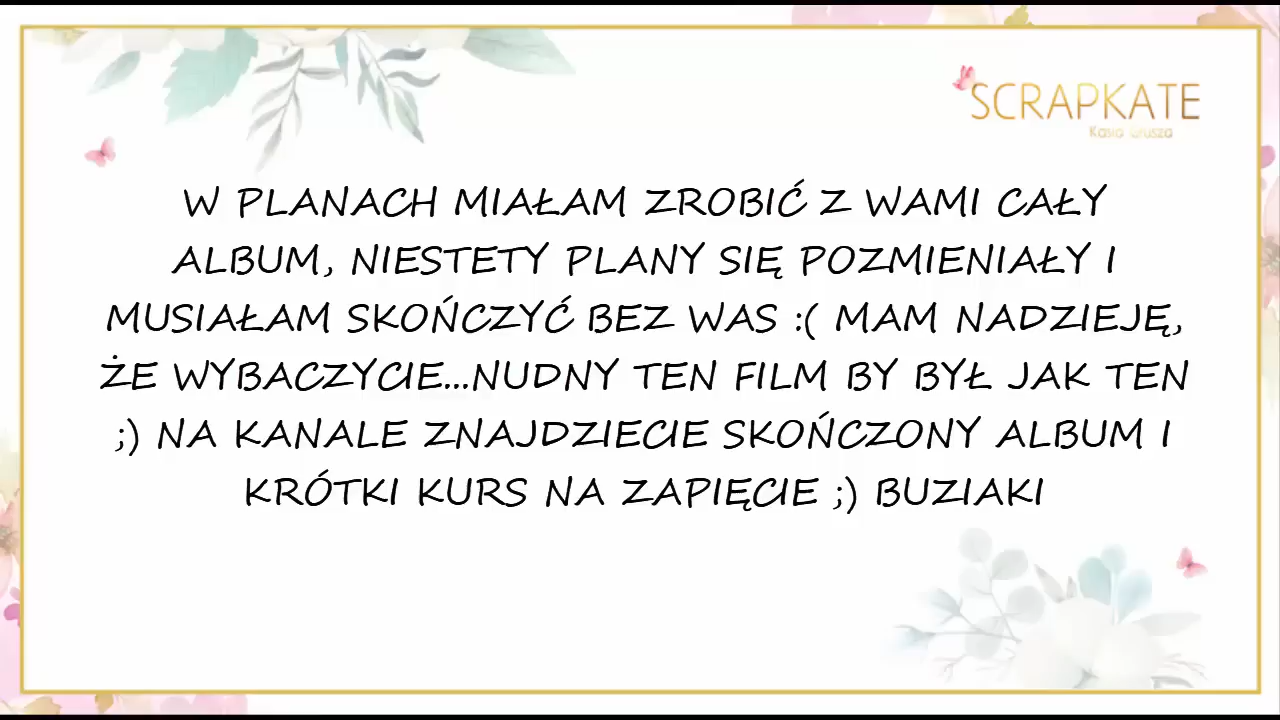 SCRAPKATE
Kasia
W PLANACH MIAŁAM ZROBIĆ Z WAMI CAŁY
ALBUM, NIESTETY PLANY SIĘ POZMIENIAŁY I
MUSIAŁAM SKOŃCZYĆ BEZ WAS :( MAM NADZIEJĘ,
ŻE WYBACZYCIE...NUDNY TEN FILM BY BYŁ JAK TEN
;) NA KANALE ZNAJDZIECIE SKOŃCZONY ALBUM I
KRÓTKI KURS NA ZAPIĘCIE ;) BUZIAKI